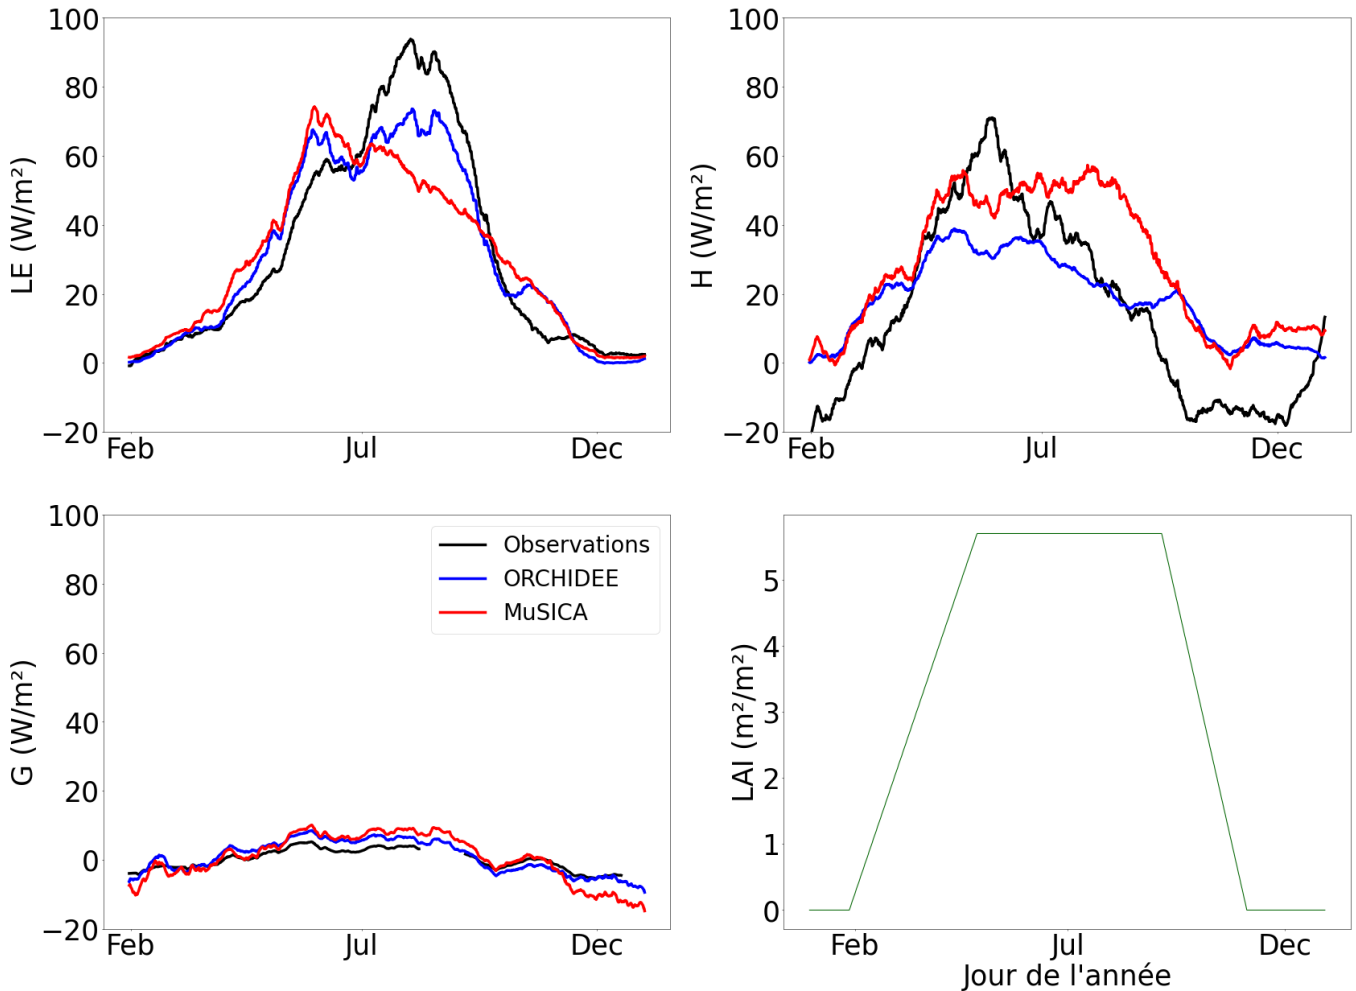 LE (W/m²)
100
80
60
40
20
0
−20
Feb
Jul
Dec
H (W/m²)
100
80
60
40
20
0
−20
Feb
Jul
Dec
G (W/m²)
100
80
60
40
20
0
−20
Feb
Jul
Dec
Observations
ORCHIDEE
MuSICA
LAI (m²/m²)
5
4
3
2
1
0
Feb
Jul
Dec
Jour de l'année